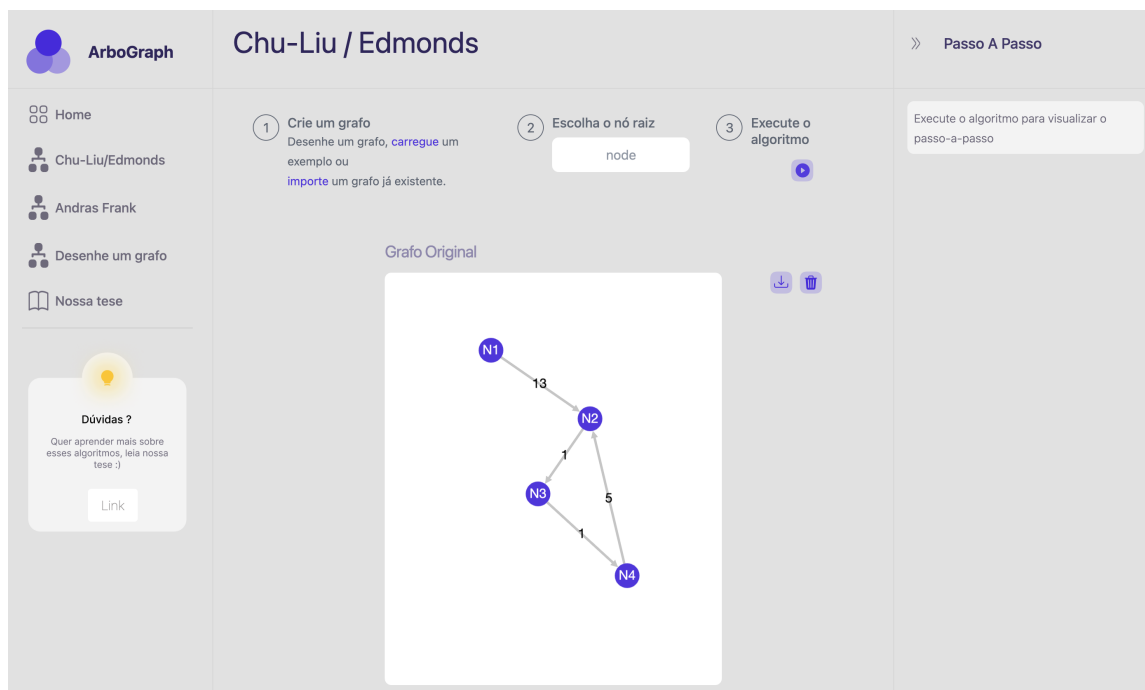 ArboGraph
Home
Chu-Liu/Edmonds
Andras Frank
Desenhe um grafo
Nossa tese
Dúvidas ?
Quer aprender mais sobre
esses algoritmos, leia nossa
tese :)
Link
Chu-Liu / Edmonds
1
Crie um grafo
Desenhe um grafo, carregue um
exemplo ou
importe um grafo já existente.
2
Escolha o nó raiz
node
3
Execute o
algoritmo
Grafo Original
N1
13
N2
1
N3
5
1
N4
Passo A Passo
Execute o algoritmo para visualizar o
passo-a-passo